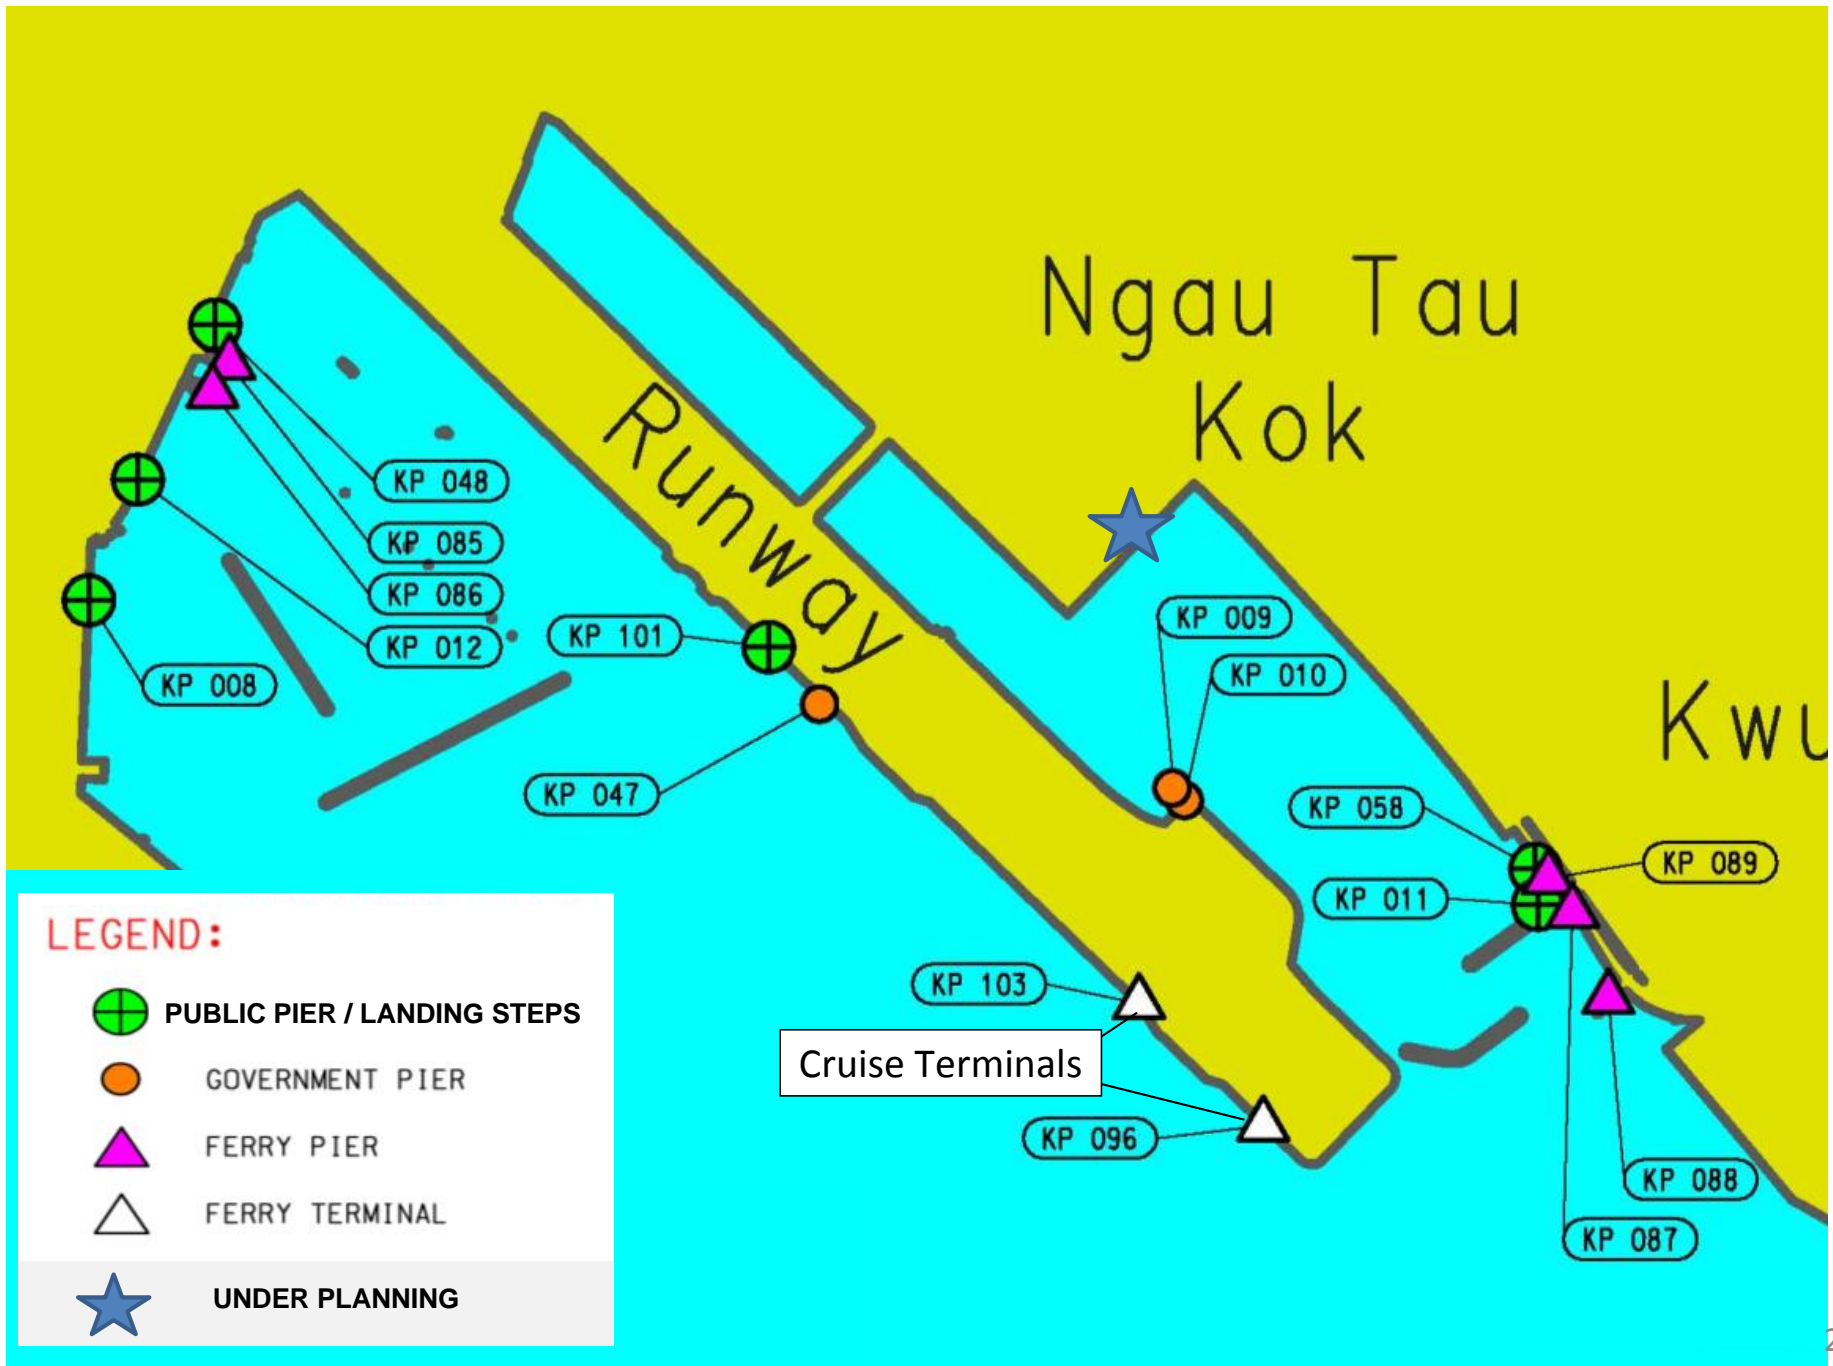 Ngau Tau
Kok
Runway
Kwu
KP 048
KP 085
KP 086
KP 012
KP 008
KP 101
KP 047
KP 009
KP 010
KP 058
KP 089
KP 011
KP 103
Cruise Terminals
KP 096
KP 088
KP 087
LEGEND:
PUBLIC PIER / LANDING STEPS
GOVERNMENT PIER
FERRY PIER
FERRY TERMINAL
UNDER PLANNING
2